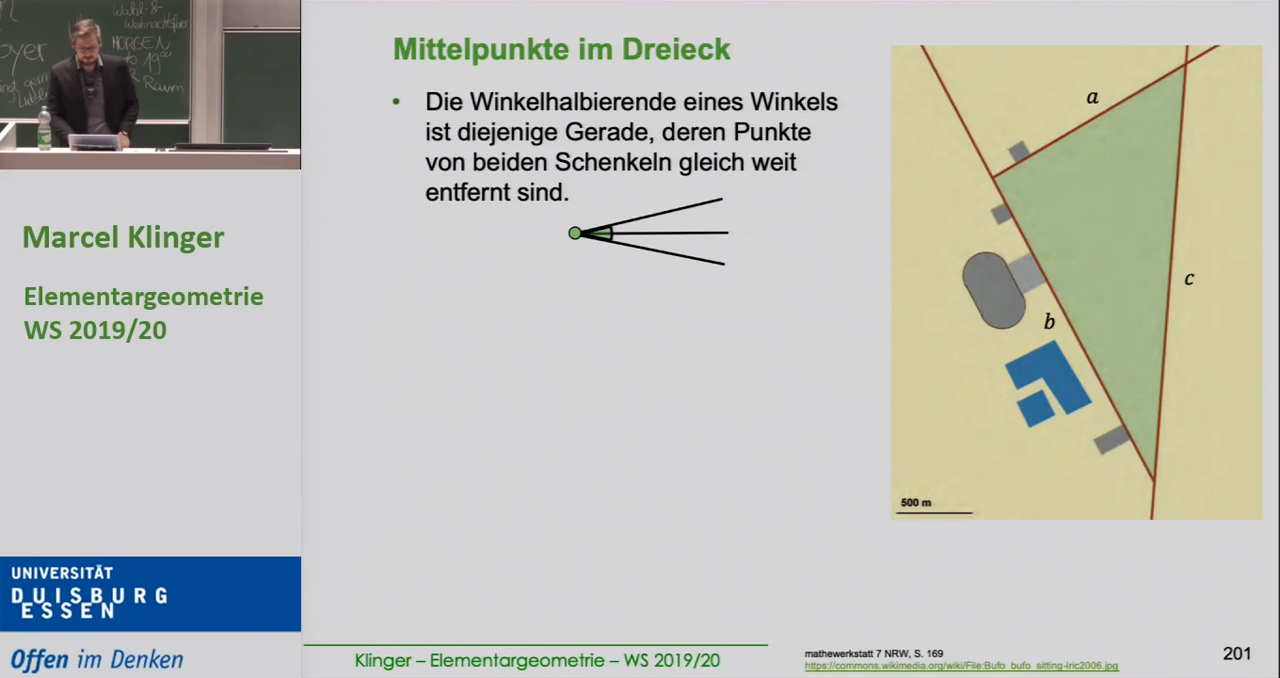 Wahl-&
MORGEN
Raum
Marcel Klinger
Elementargeometrie
WS 2019/20
UNIVERSITÄT
DUISBURG
ESSEN
Offen im Denken
Mittelpunkte im Dreieck
• Die Winkelhalbierende eines Winkels
ist diejenige Gerade, deren Punkte
von beiden Schenkeln gleich weit
entfernt sind.
a
b
c
500 m
Klinger – Elementargeometrie – WS 2019/20
mathewerkstatt 7 NRW, S. 169
https://commons.wikimedia.org/wiki/File:Bufo_bufo_sitting-Iric2006.jpg
201